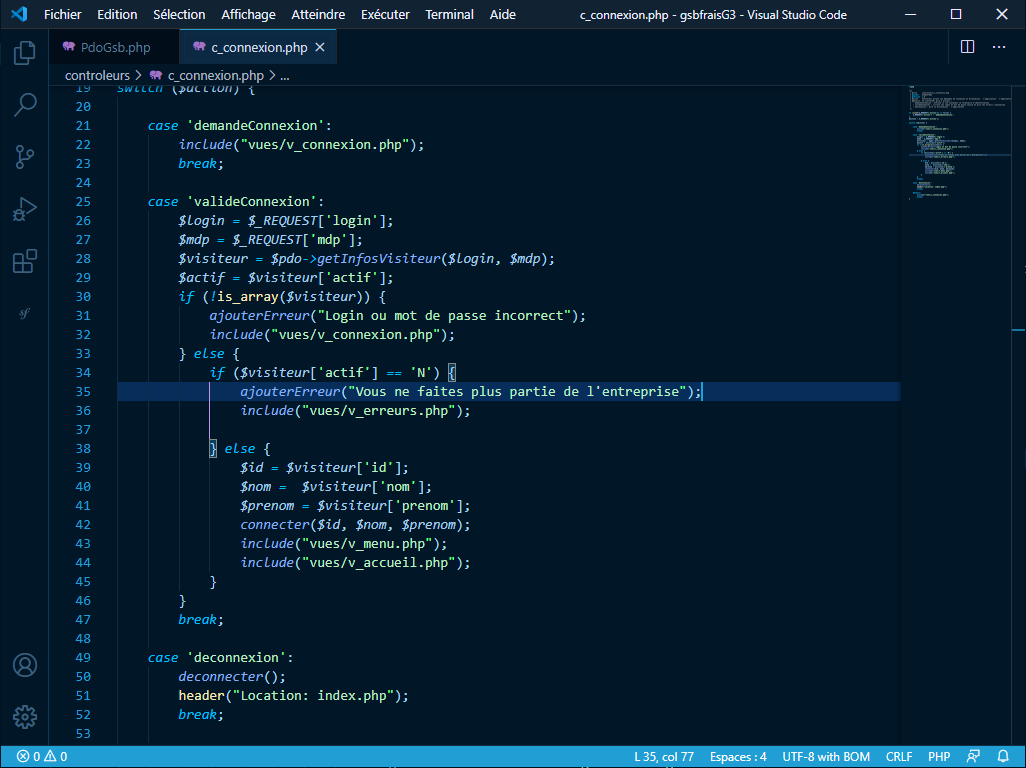 Fichier Edition Sélection Affichage Atteindre Exécuter Terminal Aide c_connexion.php - gsbfraisG3 - Visual Studio Code
PdoGsb.php c_connexion.php
controleurs > c_connexion.php > ...
19 switch ($action) {
20
21 case 'demandeConnexion':
22 include("vues/v_connexion.php");
23 break;
24
25 case 'valideConnexion':
26 $login = $_REQUEST['login'];
27 $mdp = $_REQUEST['mdp'];
28 $visiteur = $pdo->getInfosVisiteur($login, $mdp);
29 $actif = $visiteur['actif'];
30 if (!is_array($visiteur)) {
31 ajouterErreur("Login ou mot de passe incorrect");
32 include("vues/v_connexion.php");
33 } else {
34 if ($visiteur['actif'] == 'N') {
35 ajouterErreur("Vous ne faites plus partie de l'entreprise");
36 include("vues/v_erreurs.php");
37
38 } else {
39 $id = $visiteur['id'];
40 $nom =  $visiteur['nom'];
41 $prenom = $visiteur['prenom'];
42 connecter($id, $nom, $prenom);
43 include("vues/v_menu.php");
44 include("vues/v_accueil.php");
45 }
46 }
47 break;
48
49 case 'deconnexion':
50 deconnecter();
51 header("Location: index.php");
52 break;
53
0 0 L 35, col 77 Espaces : 4 UTF-8 with BOM CRLF PHP